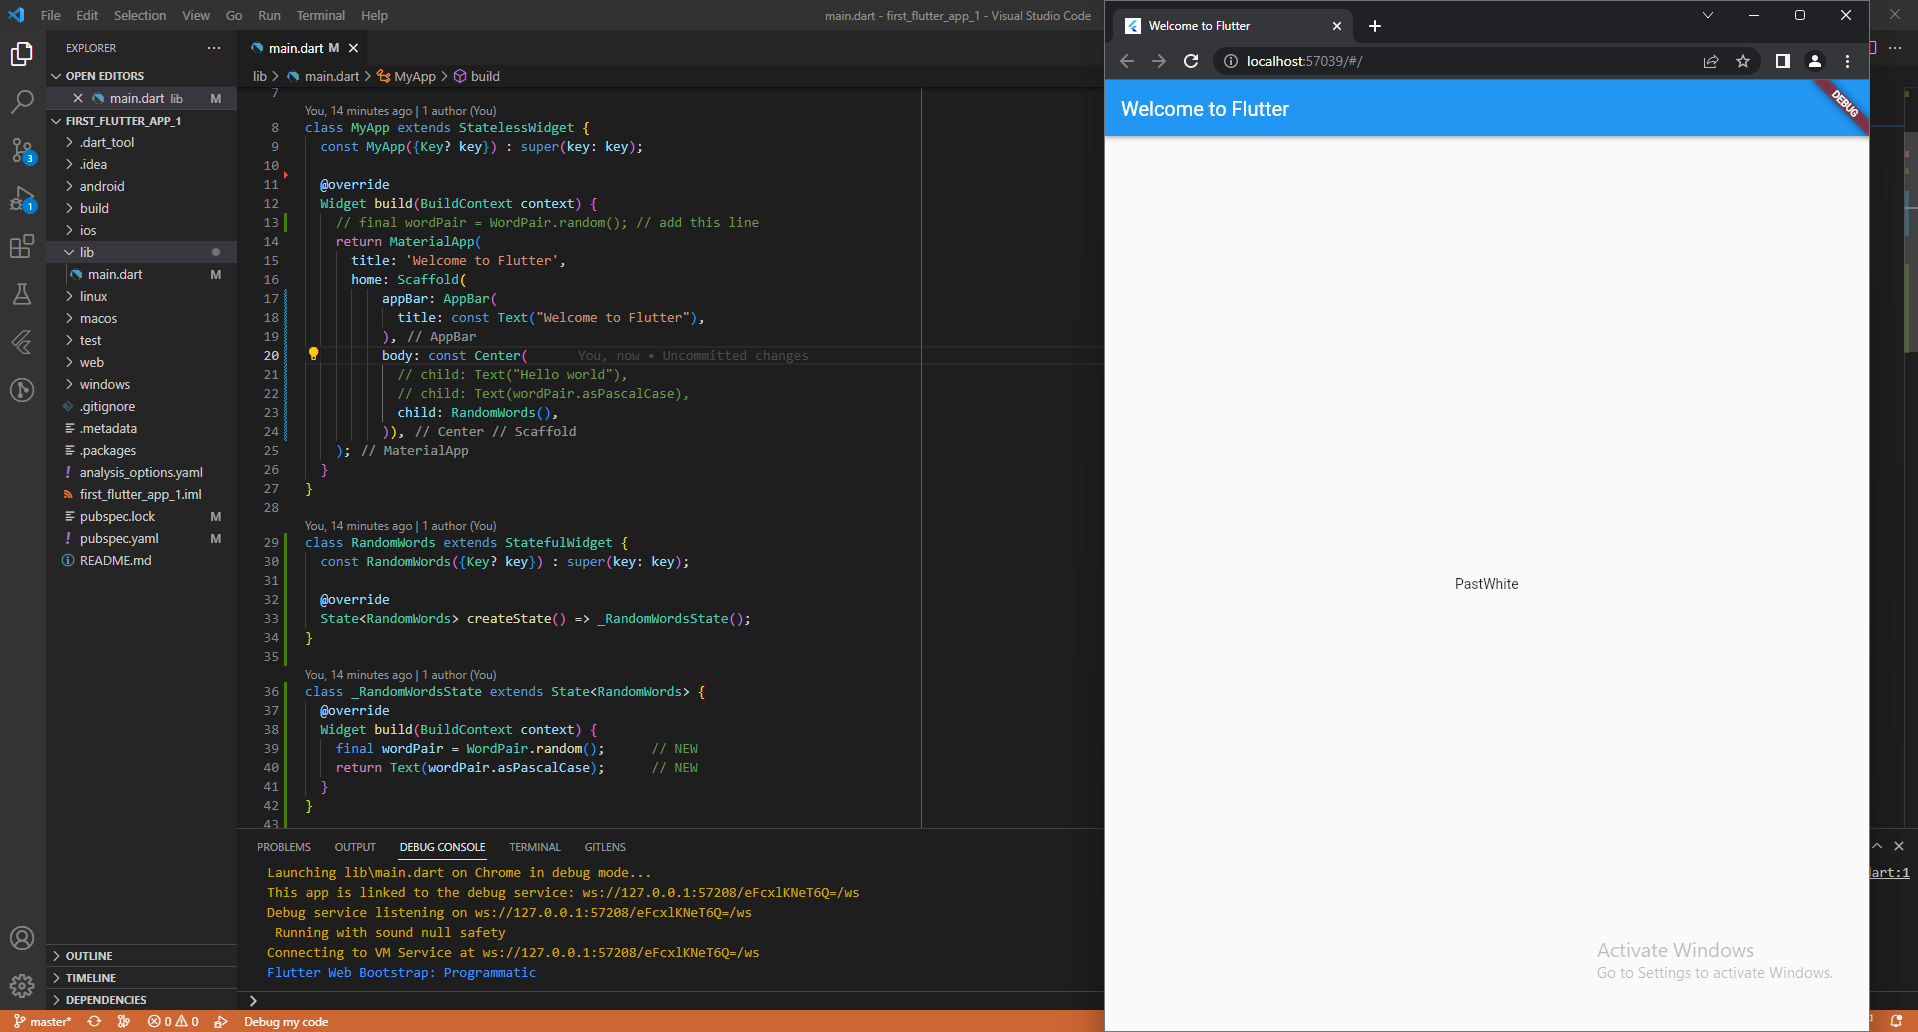 File Edit Selection View Go Run Terminal Help
main.dart - first_flutter_app_1 - Visual Studio Code
EXPLORER
OPEN EDITORS
main.dart lib M
FIRST_FLUTTER_APP_1
.dart_tool
.idea
android
build
ios
lib
main.dart M
linux
macos
test
web
windows
.gitignore
.metadata
.packages
analysis_options.yaml
first_flutter_app_1.iml
pubspec.lock M
pubspec.yaml M
README.md
OUTLINE
TIMELINE
DEPENDENCIES
3
1
main.dart M
lib > main.dart > MyApp > build
7
You, 14 minutes ago | 1 author (You)
8 class MyApp extends StatelessWidget {
9 const MyApp({Key? key}) : super(key: key);
10
11 @override
12 Widget build(BuildContext context) {
13 // final wordPair = WordPair.random(); // add this line
14 return MaterialApp(
15 title: 'Welcome to Flutter',
16 home: Scaffold(
17 appBar: AppBar(
18 title: const Text("Welcome to Flutter"),
19 ), // AppBar
20 body: const Center( You, now • Uncommitted changes
21 // child: Text("Hello world"),
22 // child: Text(wordPair.asPascalCase),
23 child: RandomWords(),
24 )), // Center // Scaffold
25 ); // MaterialApp
26 }
27 }
28
You, 14 minutes ago | 1 author (You)
29 class RandomWords extends StatefulWidget {
30 const RandomWords({Key? key}) : super(key: key);
31
32 @override
33 State<RandomWords> createState() => _RandomWordsState();
34 }
35
You, 14 minutes ago | 1 author (You)
36 class _RandomWordsState extends State<RandomWords> {
37 @override
38 Widget build(BuildContext context) {
39 final wordPair = WordPair.random(); // NEW
40 return Text(wordPair.asPascalCase); // NEW
41 }
42 }
43
PROBLEMS OUTPUT DEBUG CONSOLE TERMINAL GITLENS
Launching lib\main.dart on Chrome in debug mode...
This app is linked to the debug service: ws://127.0.0.1:57208/eFcxlKNeT6Q=/ws
Debug service listening on ws://127.0.0.1:57208/eFcxlKNeT6Q=/ws
Running with sound null safety
Connecting to VM Service at ws://127.0.0.1:57208/eFcxlKNeT6Q=/ws
Flutter Web Bootstrap: Programmatic
master* 0 0 Debug my code
Welcome to Flutter
localhost:57039/#/
Welcome to Flutter
DEBUG
PastWhite
Activate Windows
Go to Settings to activate Windows.